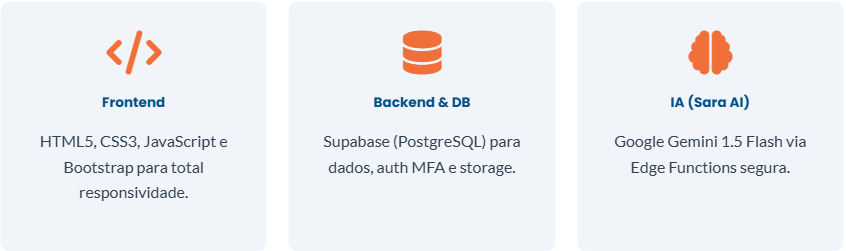 Frontend
HTML5, CSS3, JavaScript e
Bootstrap para total
responsividade.
Backend & DB
Supabase (PostgreSQL) para
dados, auth MFA e storage.
IA (Sara AI)
Google Gemini 1.5 Flash via
Edge Functions segura.